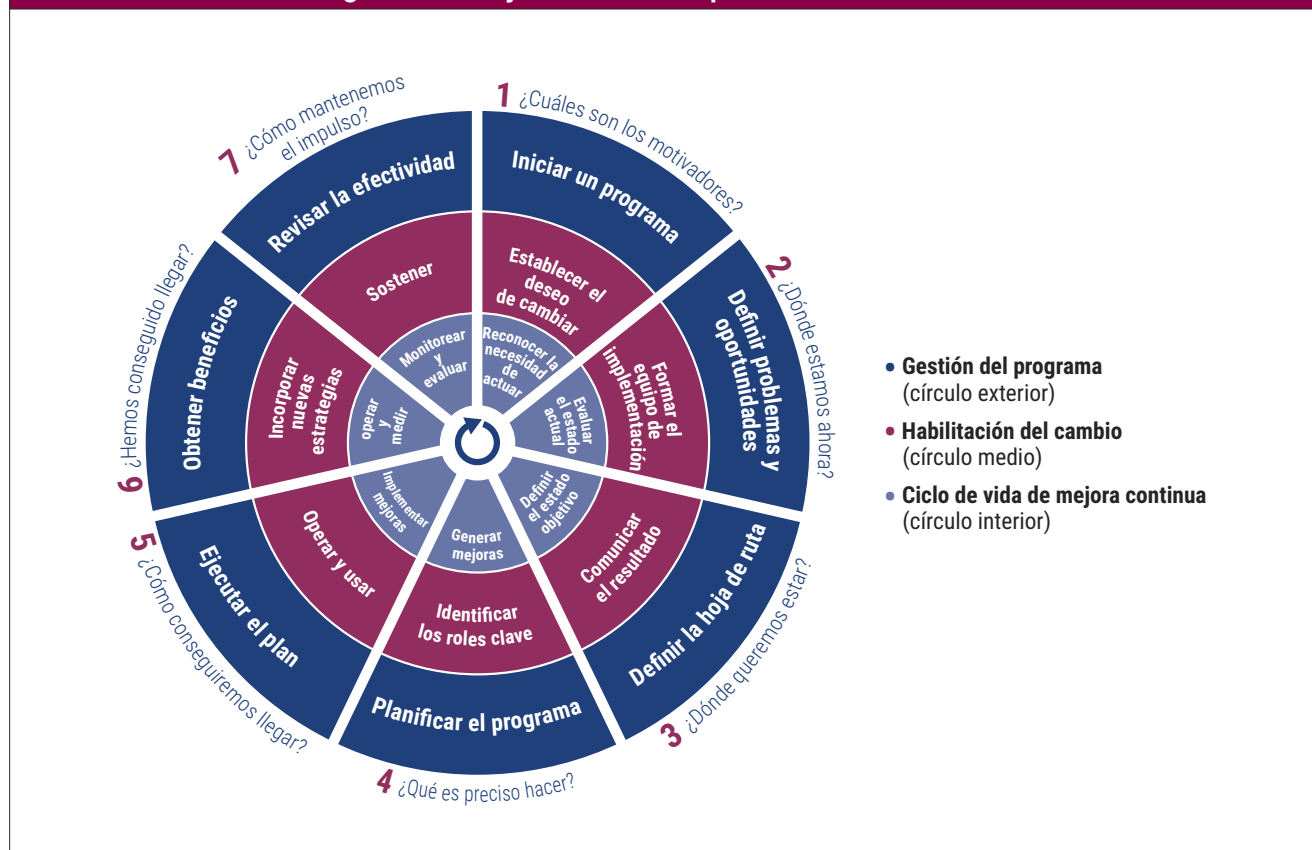 1 ¿Cuáles son los motivadores?
Iniciar un programa
Establecer el
deseo
de cambiar
Reconocer la
necesidad
de
actuar
2 ¿Dónde estamos ahora?
Definir problemas y
oportunidades
Formar el
equipo de
implementación
Evaluar
el estado
actual
3 ¿Dónde queremos estar?
Definir la hoja de ruta
Comunicar
el resultado
Definir
el estado
objetivo
4 ¿Qué es preciso hacer?
Planificar el programa
Identificar
los roles clave
Generar
mejoras
5 ¿Cómo conseguiremos llegar?
Ejecutar el plan
Operar y usar
Implementar
mejoras
6 ¿Hemos conseguido llegar?
Obtener beneficios
Incorporar
nuevas
estrategias
operar
y
medir
7 ¿Cómo mantenemos
el impulso?
Revisar la efectividad
Sostener
Monitorear
y
evaluar
• Gestión del programa
(círculo exterior)
• Habilitación del cambio
(círculo medio)
• Ciclo de vida de mejora continua
(círculo interior)